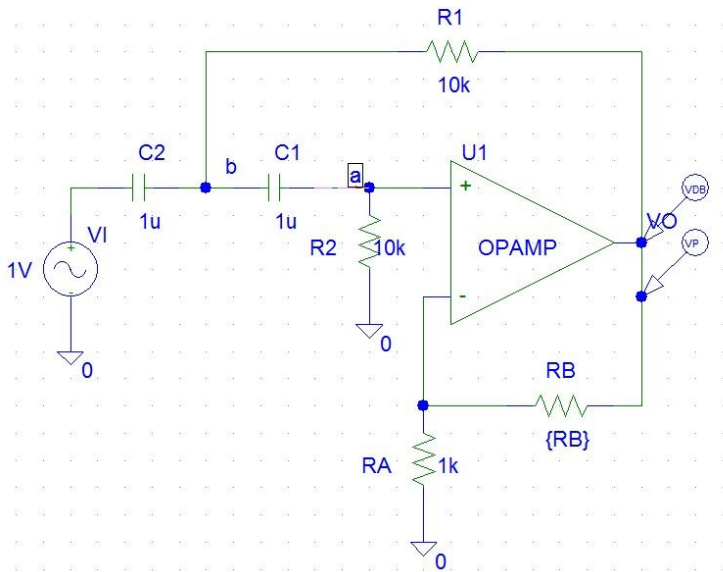 R1
10k
C2
b
C1
a
U1
VDB
1u
1u
+
VO
VI
R2
10k
OPAMP
VP
+
1V
-
-
0
0
RB
{RB}
RA
1k
0